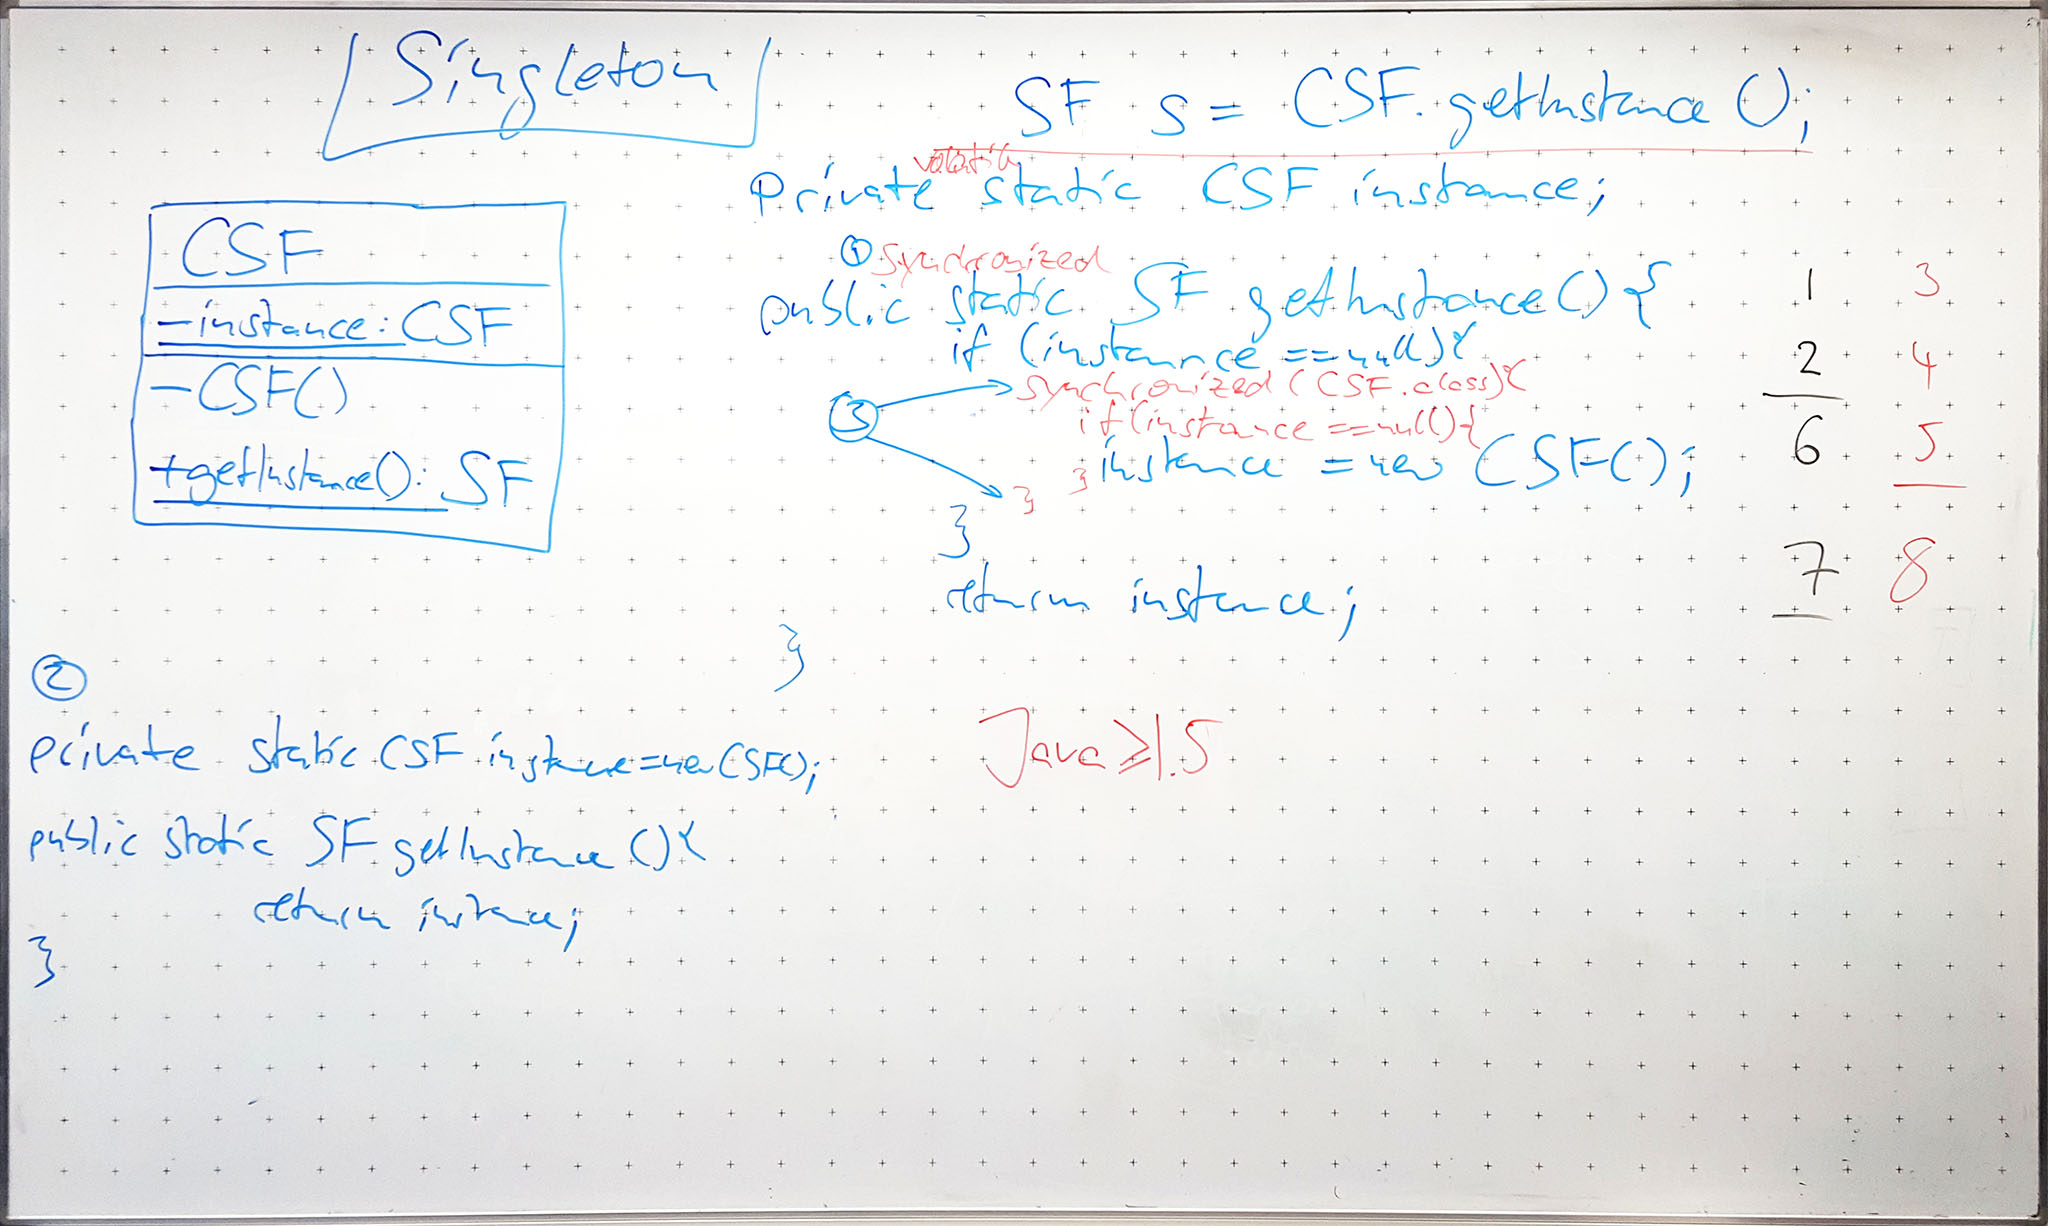 Singleton
SF s = CSF.getInstance();
volatile
private static CSF instance;
CSF
-instance: CSF
-CSF()
+getInstance(): SF
① synchronized
public static SF getInstance(){ 1 3
if (instance == null){ 2 4
③ synchronized (CSF.class){
if(instance == null){
} instance = new CSF(); 6 5
}
}
return instance; 7 8
}
②
private static CSF instance = new CSF();
public static SF getInstance(){
return instance;
}
Java ≥ 1.5